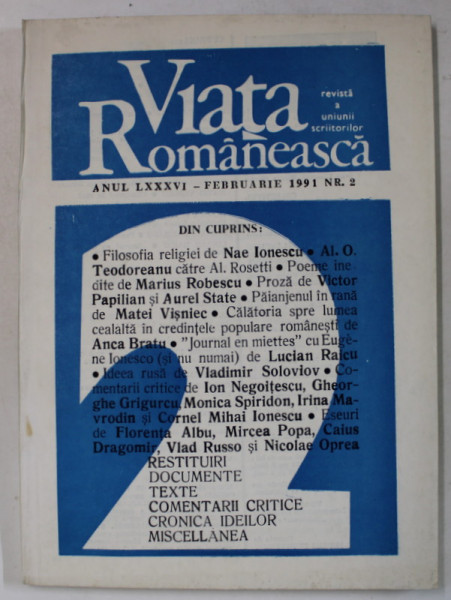 Viața
Românească
revistă
a
uniunii
scriitorilor
ANUL LXXXVI – FEBRUARIE 1991 NR. 2
DIN CUPRINS:
• Filosofia religiei de Nae Ionescu • Al. O.
Teodoreanu către Al. Rosetti • Poeme ine
dite de Marius Robescu • Proză de Victor
Papilian și Aurel State • Păianjenul în rană
de Matei Vișniec • Călătoria spre lumea
cealaltă în credințele populare românești de
Anca Bratu • "Journal en miettes" cu Eugè-
ne Ionesco (și nu numai) de Lucian Raicu
• Ideea rusă de Vladimir Soloviov • Co-
mentarii critice de Ion Negoițescu, Gheor-
ghe Grigurcu, Monica Spiridon, Irina Ma-
vrodin și Cornel Mihai Ionescu • Eseuri
de Florența Albu, Mircea Popa, Caius
Dragomir, Vlad Russo și Nicolae Oprea
RESTITUIRI
DOCUMENTE
TEXTE
COMENTARII CRITICE
CRONICA IDEILOR
MISCELLANEA
2